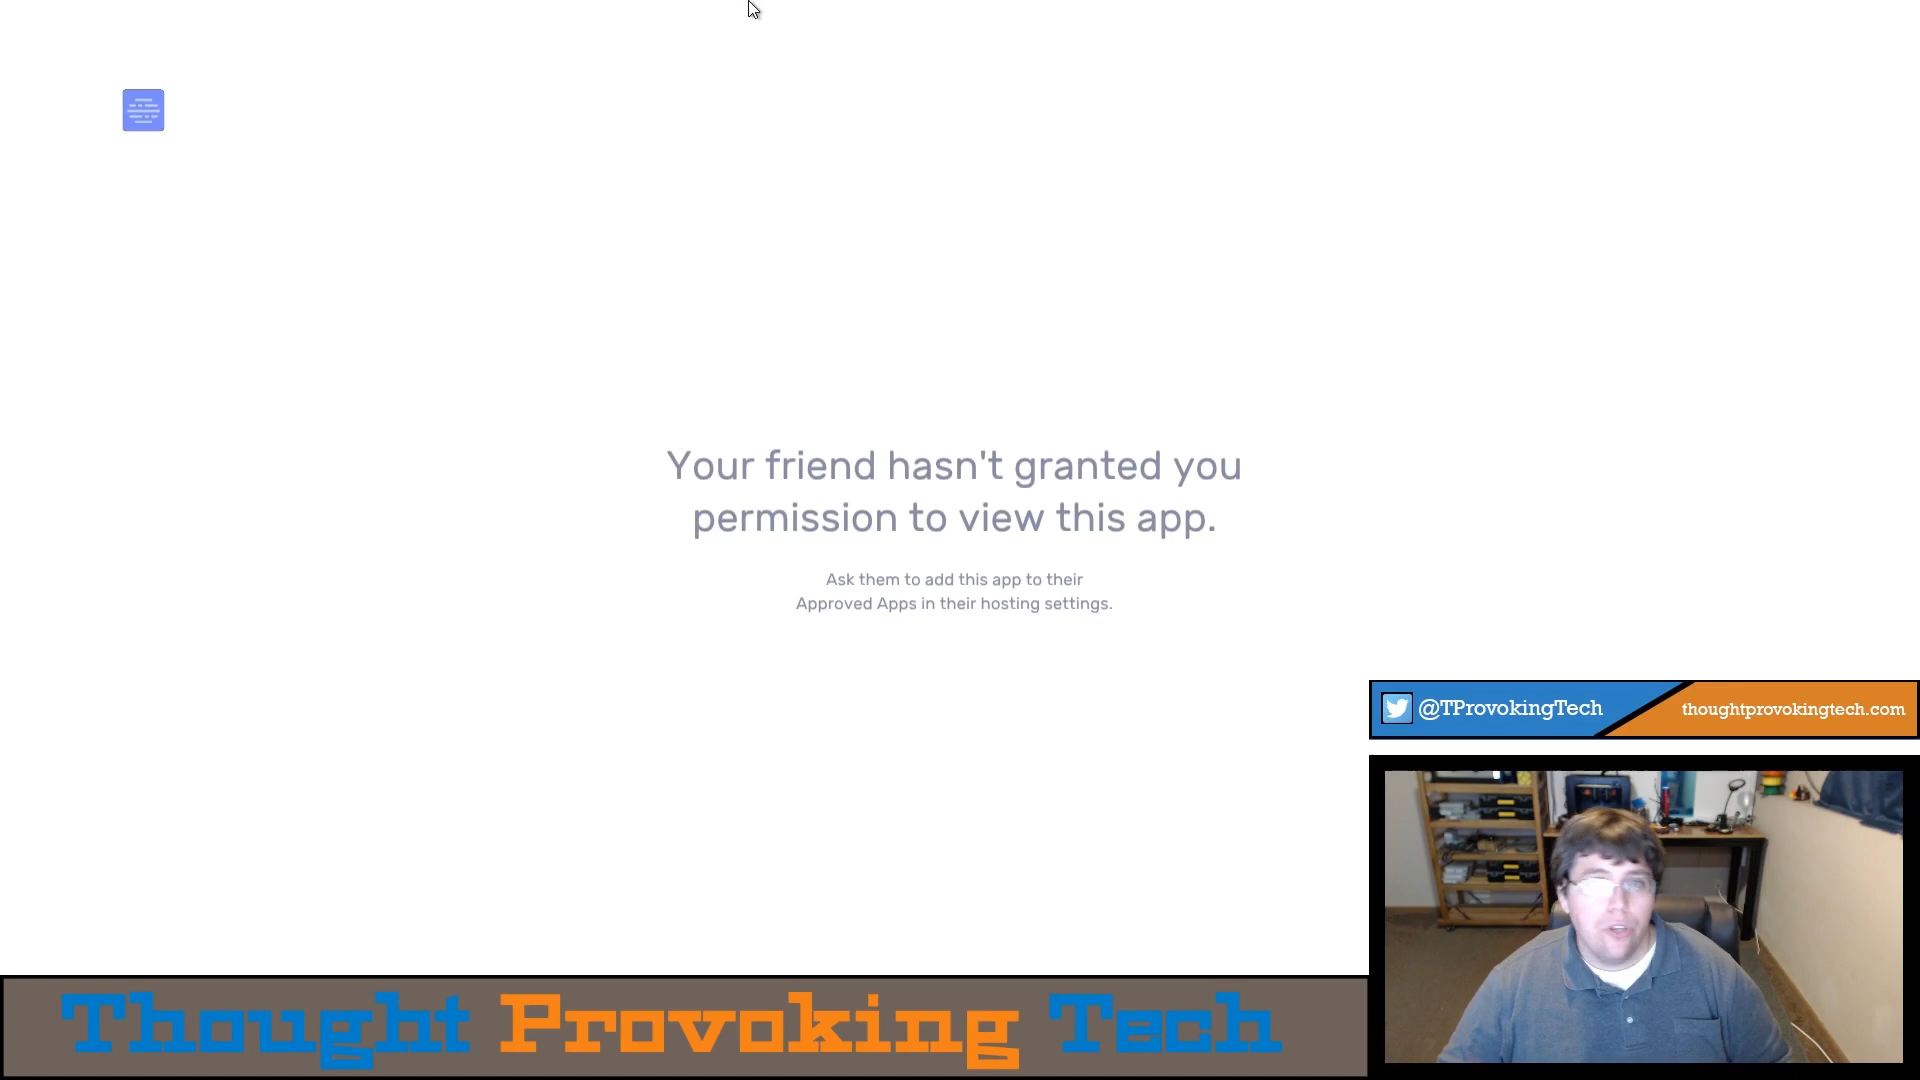 Your friend hasn't granted you
permission to view this app.
Ask them to add this app to their
Approved Apps in their hosting settings.
@TProvokingTech
thoughtprovokingtech.com
Thought Provoking Tech